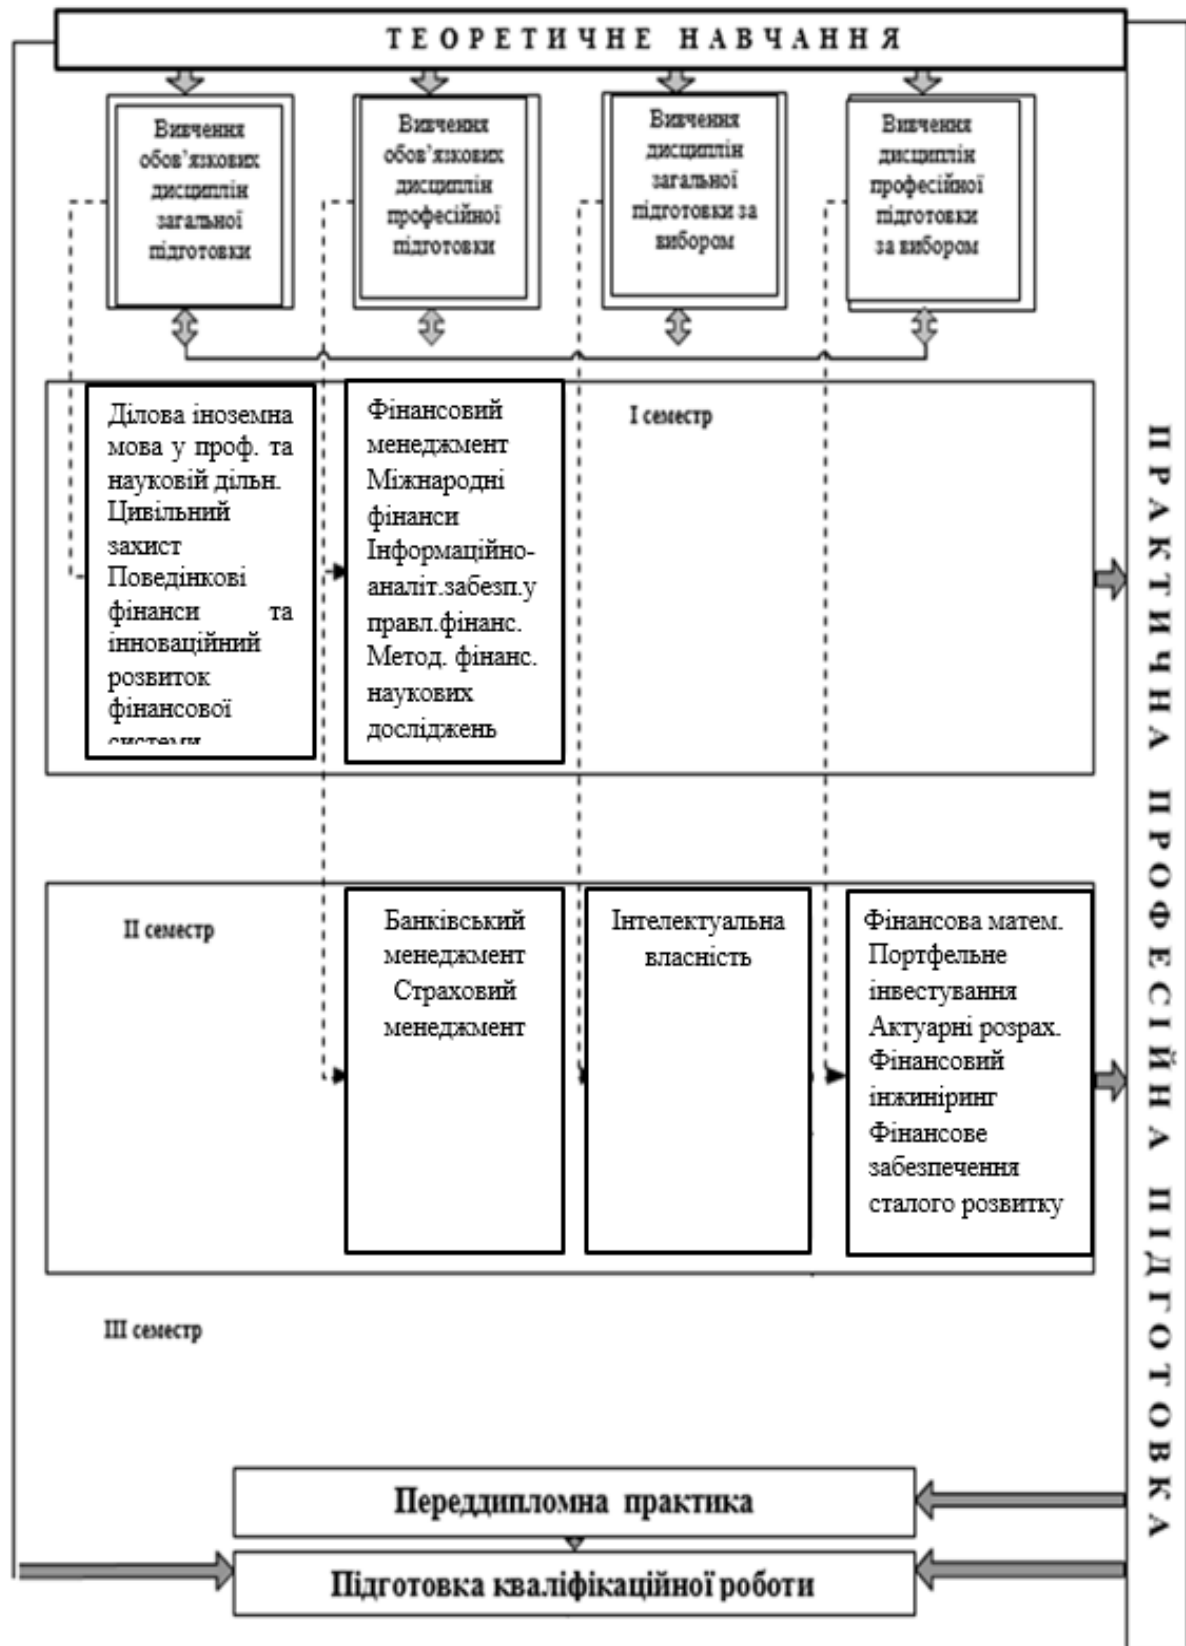 ТЕОРЕТИЧНЕ НАВЧАННЯ
Вивчення
обов’язкових
дисциплін
загальної
підготовки
Вивчення
обов’язкових
дисциплін
професійної
підготовки
Вивчення
дисциплін
загальної
підготовки за
вибором
Вивчення
дисциплін
професійної
підготовки
за вибором
Ділова іноземна
мова у проф. та
науковій дільн.
Цивільний
захист
Поведінкові
фінанси та
інноваційний
розвиток
фінансової
системи
Фінансовий
менеджмент
Міжнародні
фінанси
Інформаційно-
аналіт.забезп.у
правл.фінанс.
Метод. фінанс.
наукових
досліджень
І семестр
ІІ семестр
Банківський
менеджмент
Страховий
менеджмент
Інтелектуальна
власність
Фінансова матем.
Портфельне
інвестування
Актуарні розрах.
Фінансовий
інжиніринг
Фінансове
забезпечення
сталого розвитку
ІІІ семестр
Переддипломна практика
Підготовка кваліфікаційної роботи
ПРАКТИЧНА ПРОФЕСІЙНА ПІДГОТОВКА